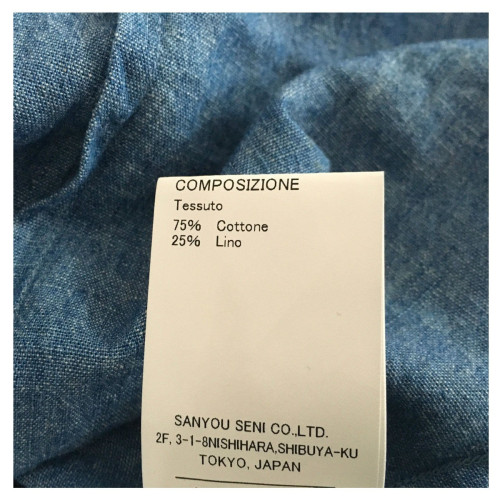 COMPOSIZIONE
Tessuto
75% Cottone
25% Lino
SANYOU SENI CO.,LTD.
2F, 3-1-8NISHIHARA,SHIBUYA-KU
TOKYO, JAPAN